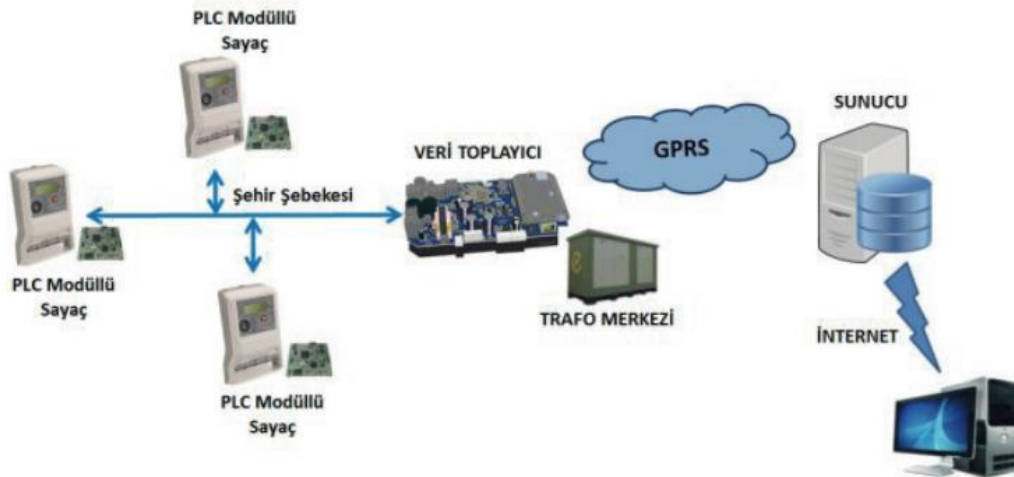 PLC Modüllü
Sayaç
SUNUCU
VERİ TOPLAYICI
GPRS
Şehir Şebekesi
PLC Modüllü
Sayaç
TRAFO MERKEZİ
İNTERNET
PLC Modüllü
Sayaç